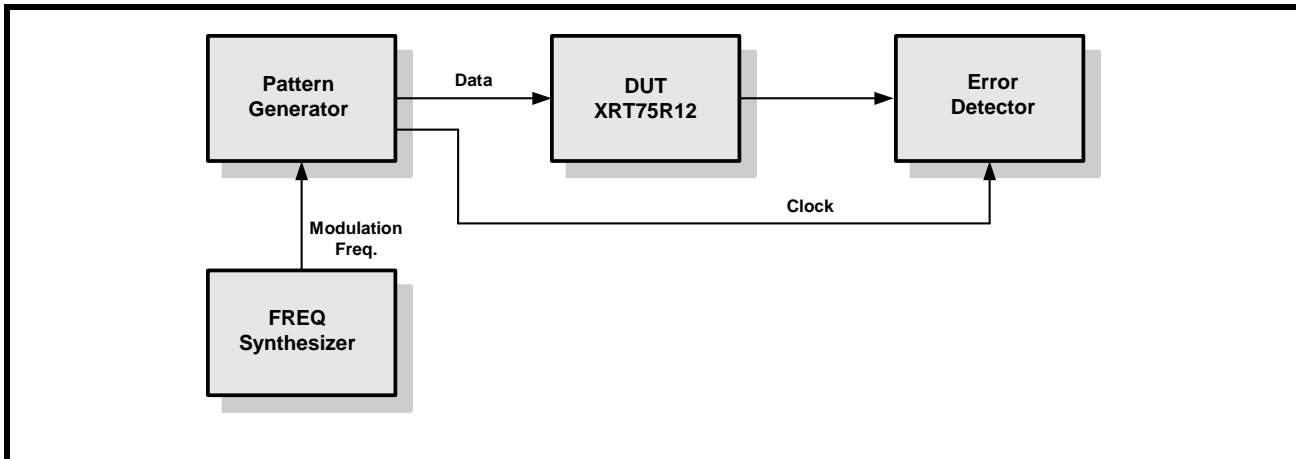 Pattern
Generator
Data
DUT
XRT75R12
Error
Detector
Clock
Modulation
Freq.
FREQ
Synthesizer